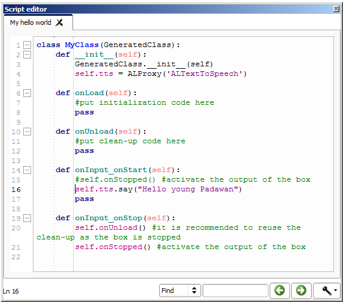 Script editor
My hello world
1 class MyClass(GeneratedClass):
2 def __init__(self):
3 GeneratedClass.__init__(self)
4 self.tts = ALProxy('ALTextToSpeech')
5
6 def onLoad(self):
7 #put initialization code here
8 pass
9
10 def onUnload(self):
11 #put clean-up code here
12 pass
13
14 def onInput_onStart(self):
15 #self.onStopped() #activate the output of the box
16 self.tts.say("Hello young Padawan")
17 pass
18
19 def onInput_onStop(self):
20 self.onUnload() #it is recommended to reuse the
clean-up as the box is stopped
21 self.onStopped() #activate the output of the box
Ln 16
Find